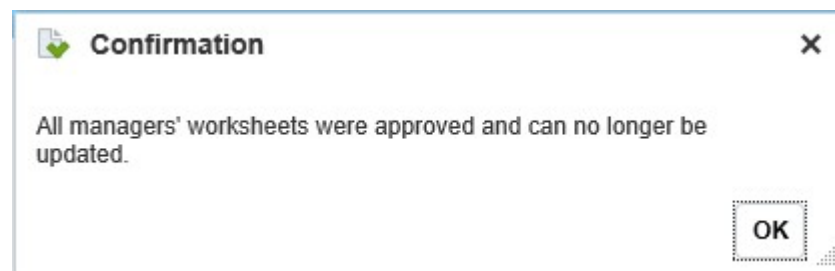 Confirmation
All managers' worksheets were approved and can no longer be
updated.
OK